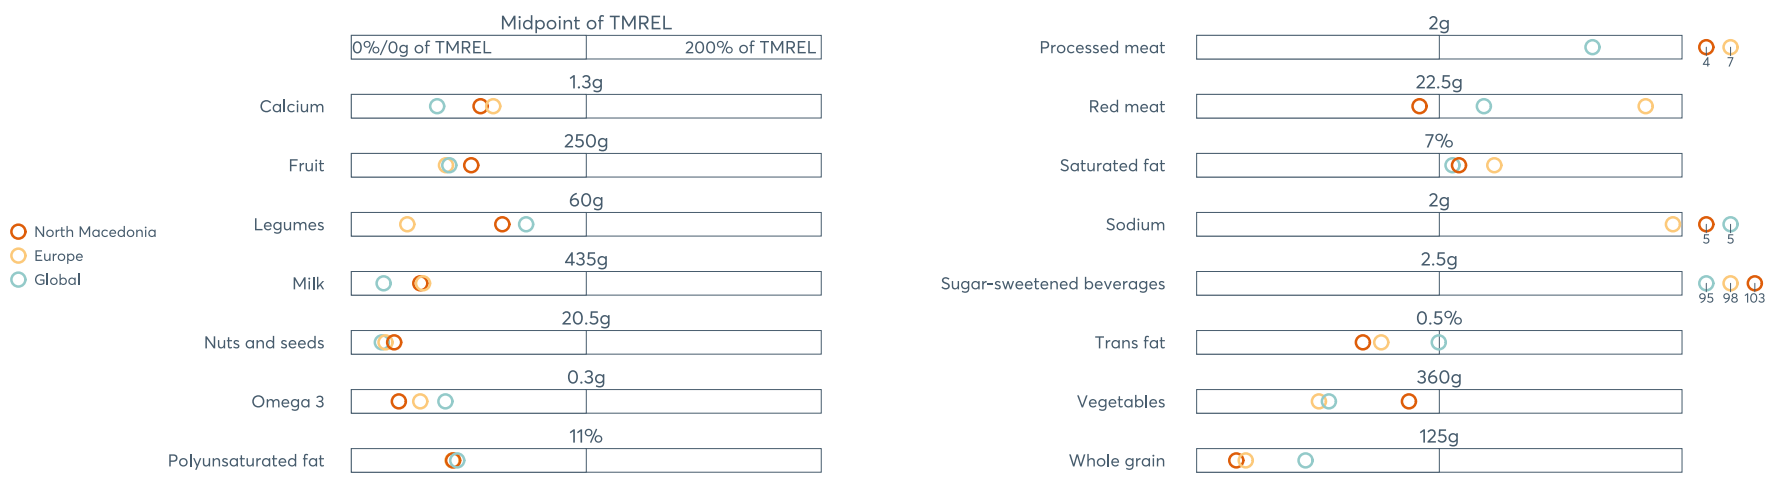 Midpoint of TMREL
0%/0g of TMREL 200% of TMREL
1.3g
Calcium
250g
Fruit
60g
Legumes
435g
Milk
20.5g
Nuts and seeds
0.3g
Omega 3
11%
Polyunsaturated fat
North Macedonia
Europe
Global
2g
Processed meat
4 7
22.5g
Red meat
7%
Saturated fat
2g
Sodium
5 5
2.5g
Sugar-sweetened beverages
95 98 103
0.5%
Trans fat
360g
Vegetables
125g
Whole grain